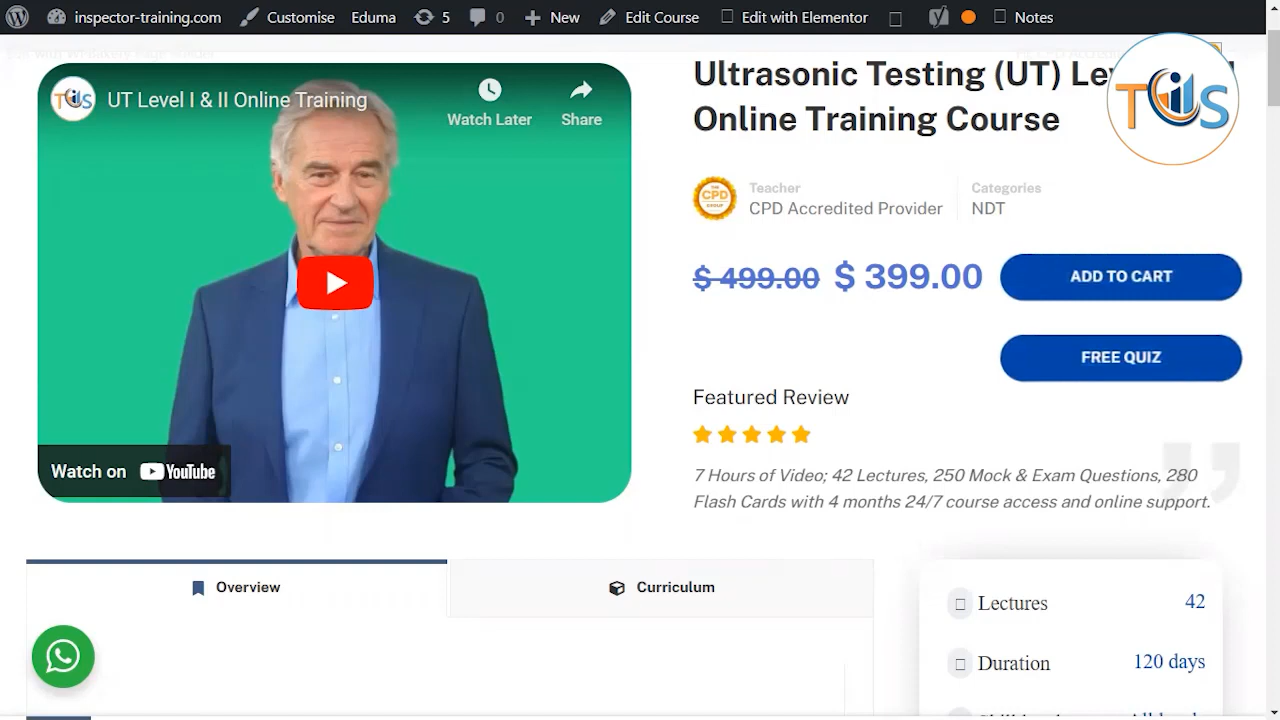 inspector-training.com
Customise
Eduma
5
0
New
Edit Course
Edit with Elementor
Notes
TIS
UT Level I & II Online Training
Watch Later
Share
Watch on YouTube
Ultrasonic Testing (UT)
Online Training Course
TIS
CPD
Teacher
CPD Accredited Provider
Categories
NDT
$ 499.00 $ 399.00
ADD TO CART
FREE QUIZ
Featured Review
7 Hours of Video; 42 Lectures, 250 Mock & Exam Questions, 280
Flash Cards with 4 months 24/7 course access and online support.
Overview
Curriculum
Lectures 42
Duration 120 days